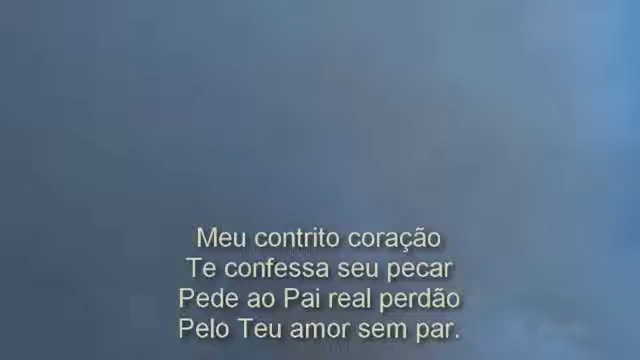 Meu contrito coração
Te confessa seu pecar
Pede ao Pai real perdão
Pelo Teu amor sem par.